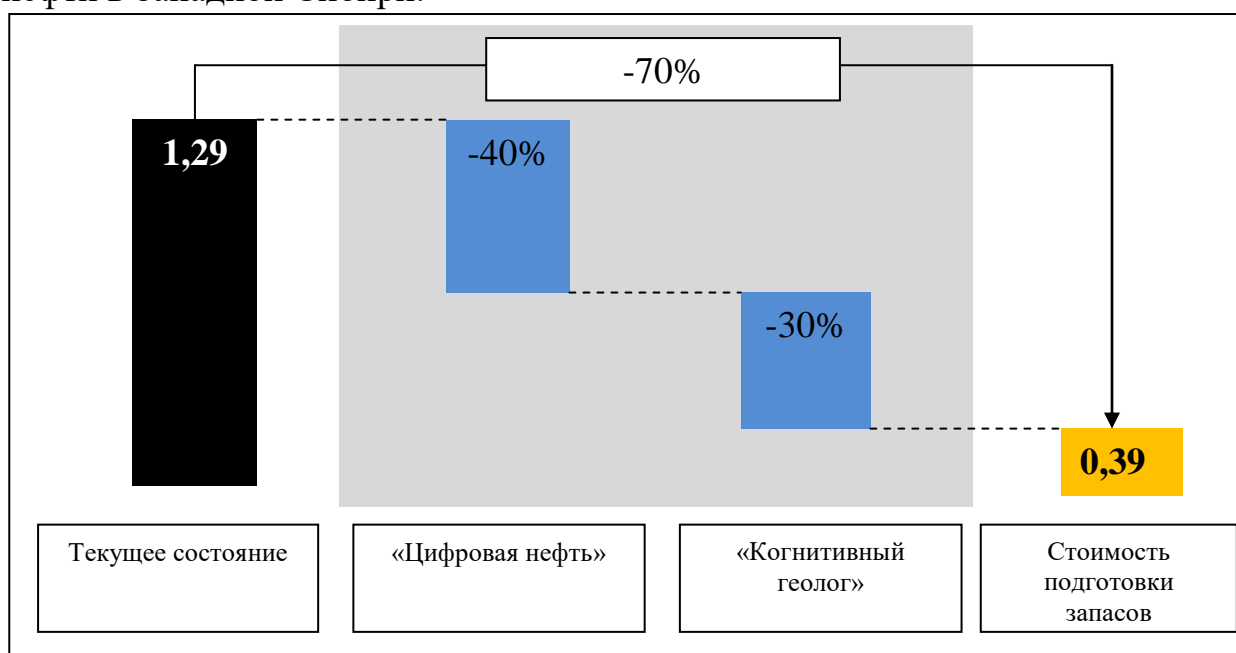 -70%
1,29
-40%
-30%
0,39
Текущее состояние
«Цифровая нефть»
«Когнитивный
геолог»
Стоимость
подготовки
запасов